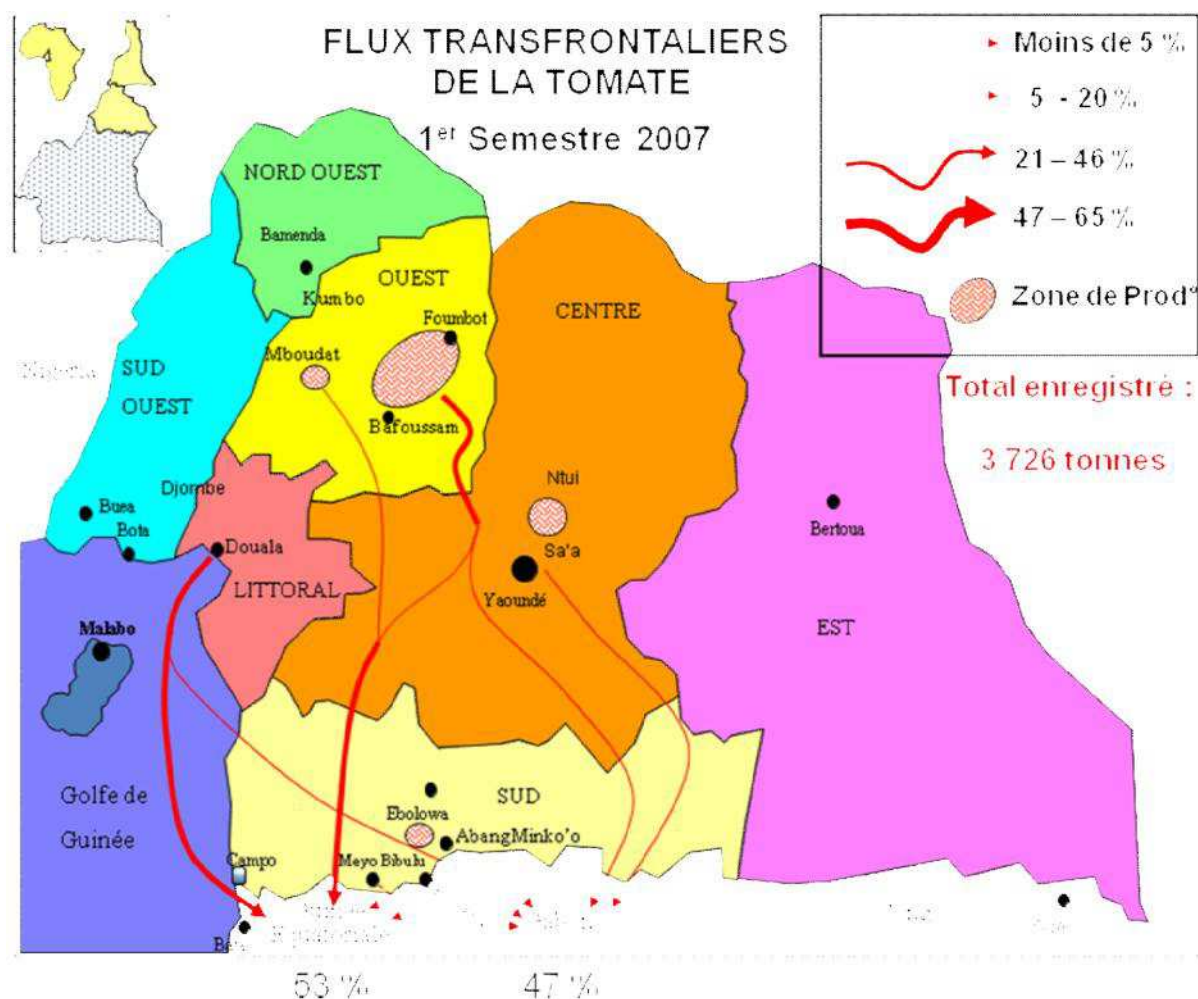 FLUX TRANSFRONTALIERS
DE LA TOMATE
1er Semestre 2007
Moins de 5 %
5 - 20 %
21 – 46 %
47 – 65 %
Zone de Prod°
Total enregistré :
3 726 tonnes
NORD OUEST
Bamenda
Kumbo
OUEST
Foumbot
Mboudat
Bafoussam
CENTRE
SUD
OUEST
Djombe
Buea
Bota
Douala
LITTORAL
Ntui
Sa'a
Yaoundé
Bertoua
EST
Malabo
Golfe de
Guinée
SUD
Ebolowa
AbangMinko'o
Campo
Meyo Bibulu
53 %
47 %